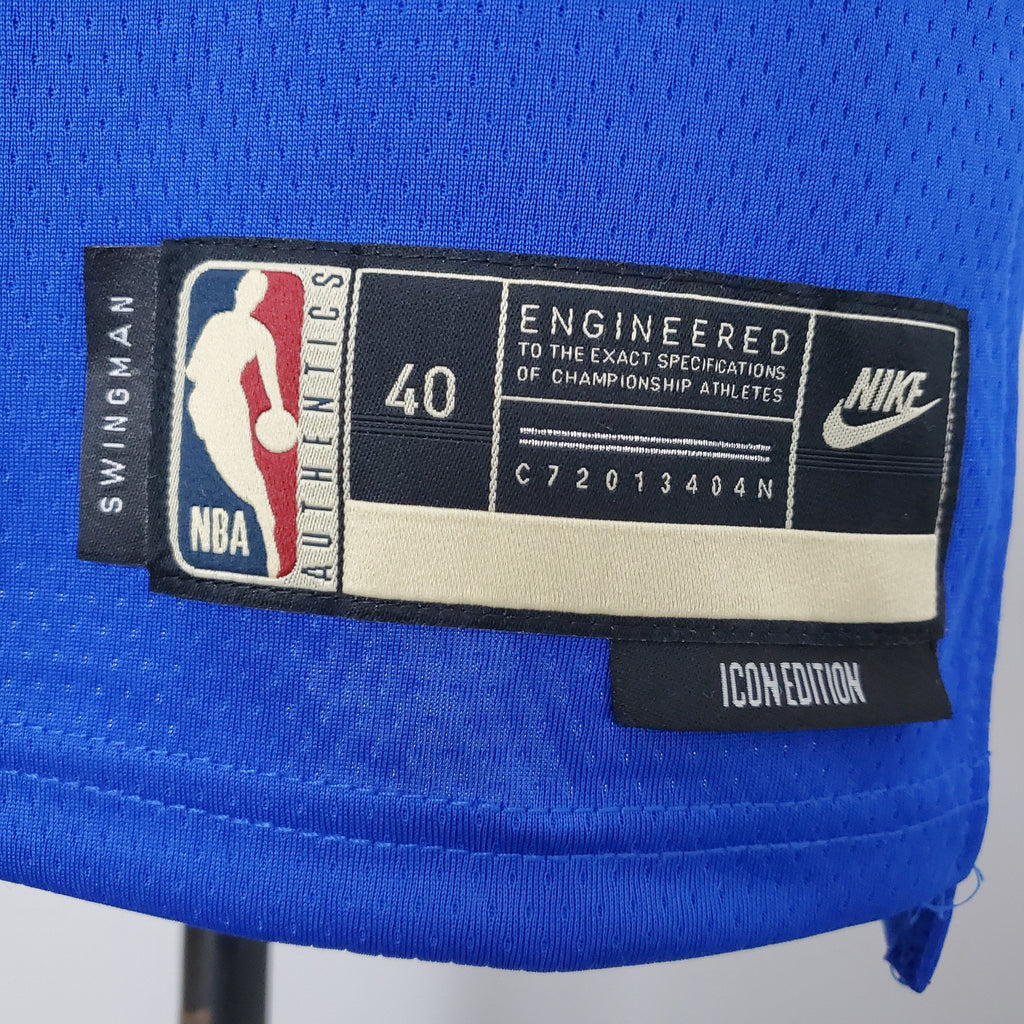 SWINGMAN
NBA
AUTHENTICS
40
ENGINEERED
TO THE EXACT SPECIFICATIONS
OF CHAMPIONSHIP ATHLETES
C72013404N
NIKE
ICON EDITION